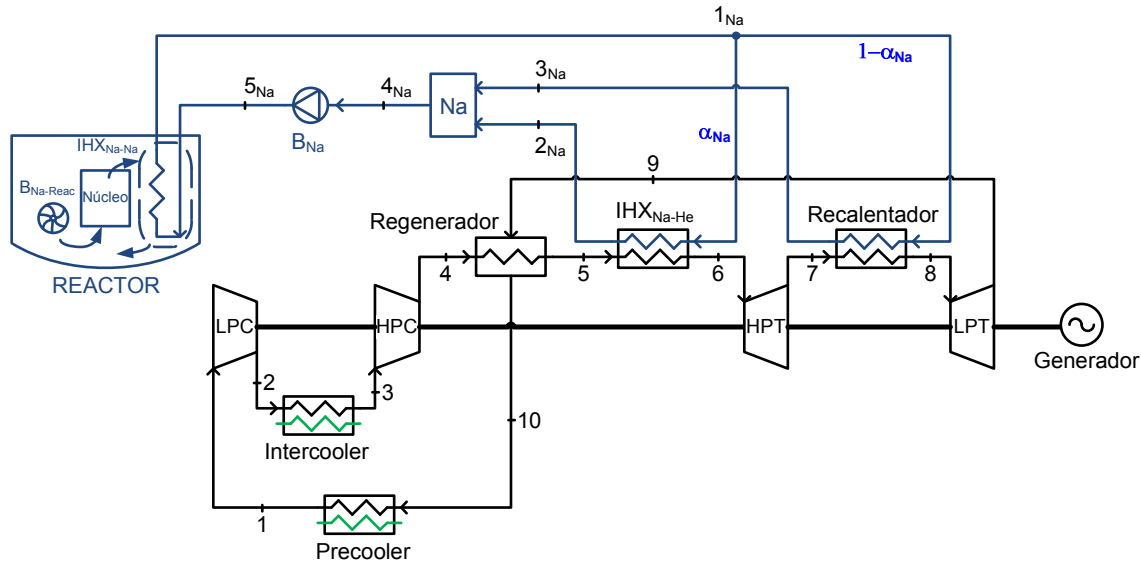 1Na
1−αNa
5Na
4Na
3Na
Na
αNa
BNa
2Na
9
IHXNa-Na
BNa-Reac
Núcleo
REACTOR
Regenerador
IHXNa-He
Recalentador
4
5
6
7
8
LPC
HPC
HPT
LPT
Generador
2
3
Intercooler
10
1
Precooler